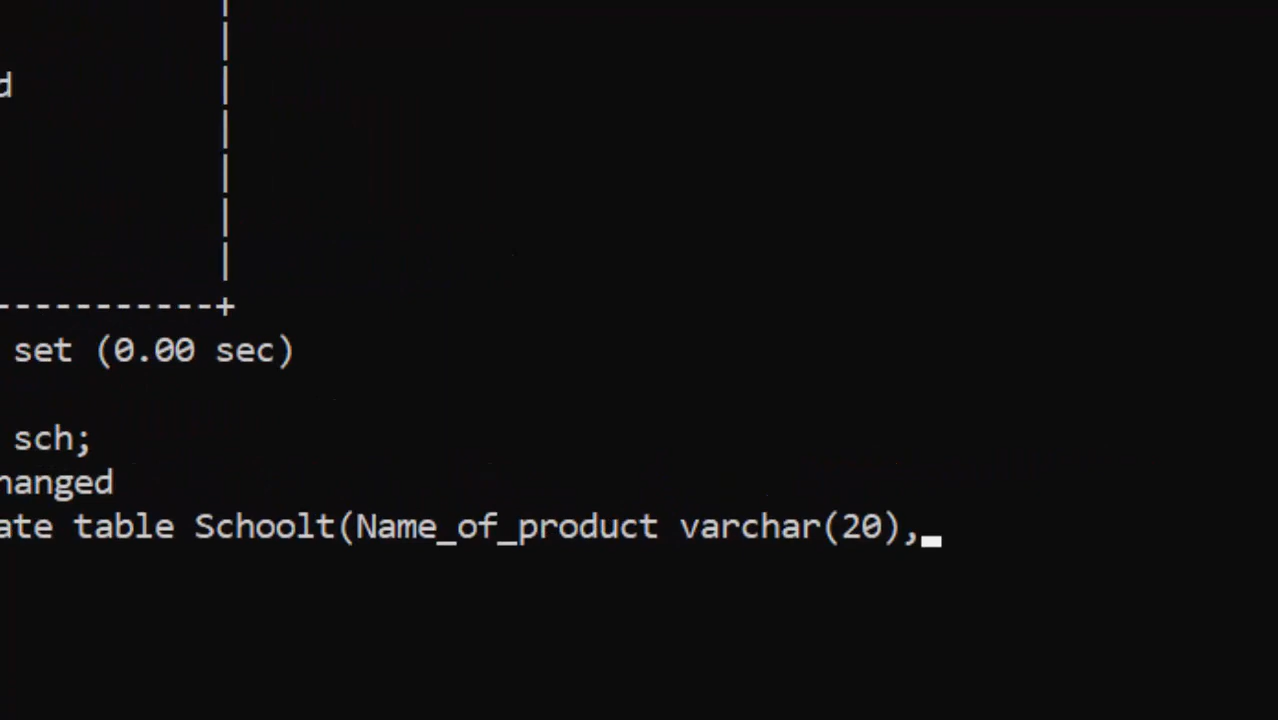 d
-----------+
set (0.00 sec)
sch;
hanged
ate table Schoolt(Name_of_product varchar(20),